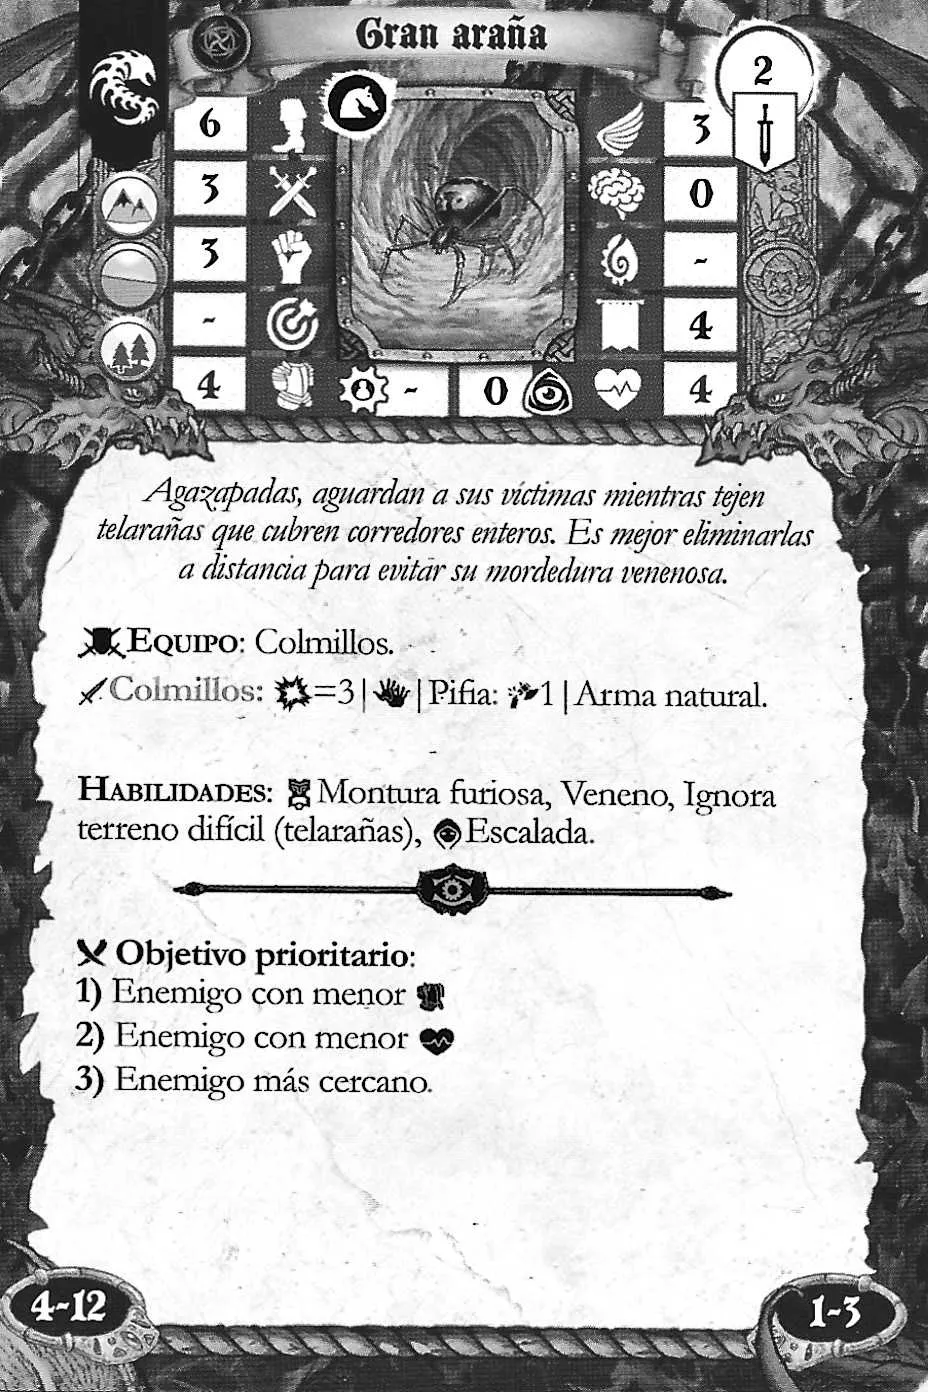 Gran araña
2
6
3
3
0
3
-
-
4
4
-
0
4
Agazapadas, aguardan a sus víctimas mientras tejen
telarañas que cubren corredores enteros. Es mejor eliminarlas
a distancia para evitar su mordedura venenosa.
EQUIPO: Colmillos.
Colmillos: =3 | | Pifia: 1 | Arma natural.
HABILIDADES: Montura furiosa, Veneno, Ignora
terreno difícil (telarañas), Escalada.
Objetivo prioritario:
1) Enemigo con menor
2) Enemigo con menor
3) Enemigo más cercano.
4-12
1-3